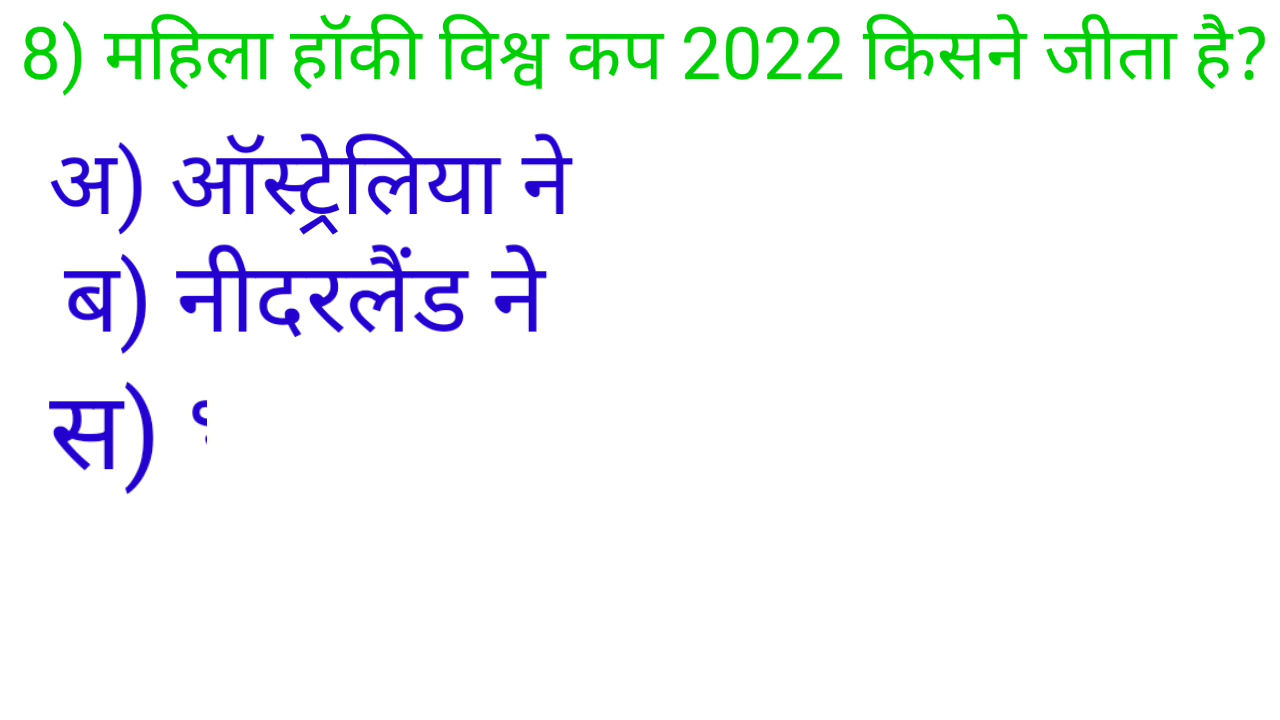 8) महिला हॉकी विश्व कप 2022 किसने जीता है?
अ) ऑस्ट्रेलिया ने
ब) नीदरलैंड ने
स)